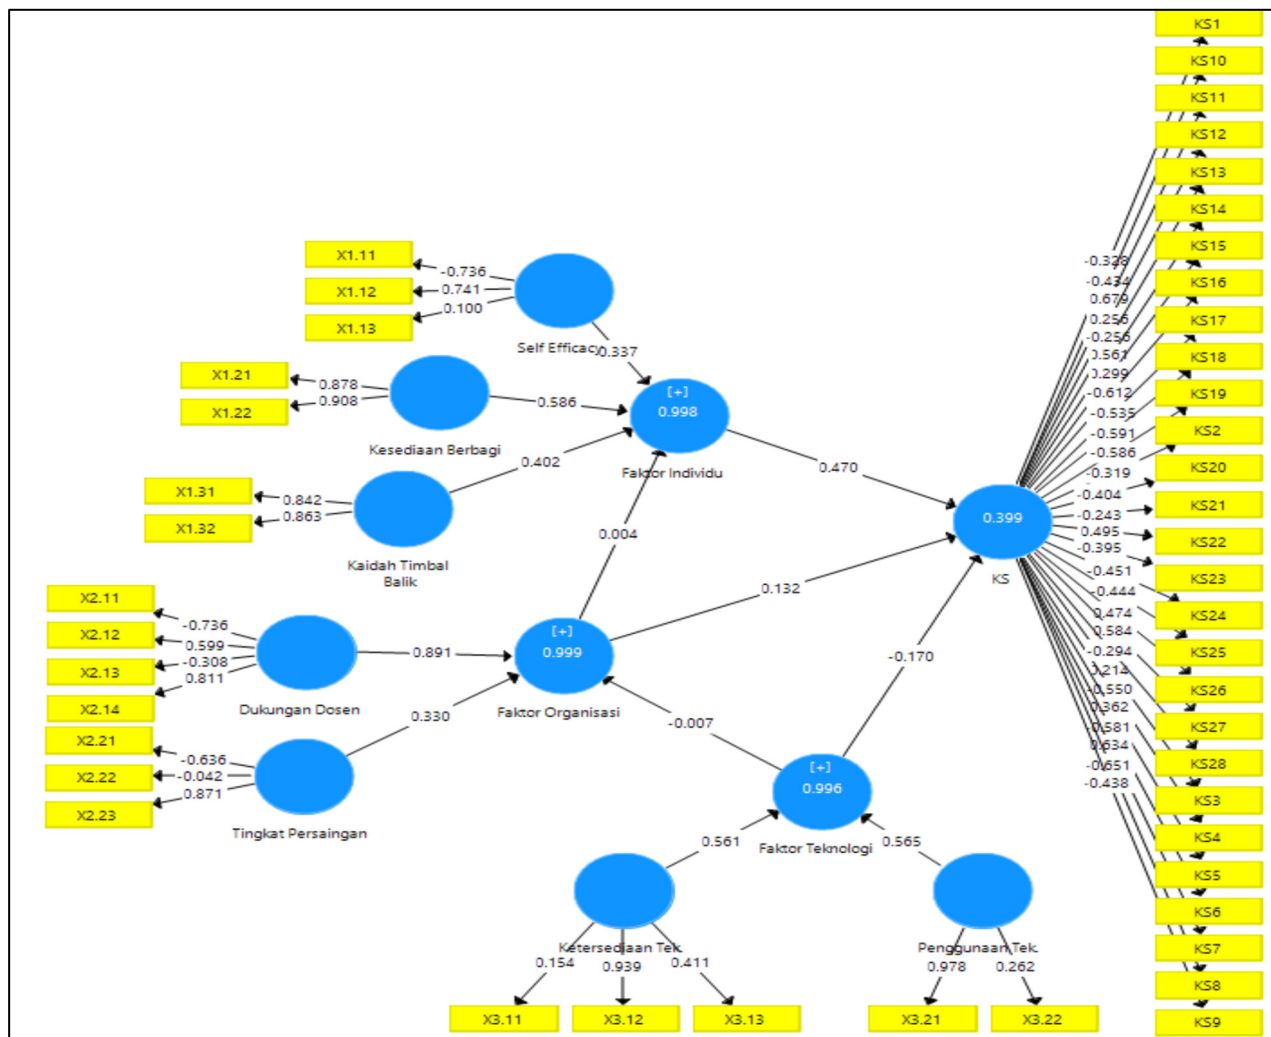 KS1
KS10
KS11
KS12
KS13
KS14
KS15
KS16
KS17
KS18
KS19
KS2
KS20
KS21
KS22
KS23
KS24
KS25
KS26
KS27
KS28
KS3
KS4
KS5
KS6
KS7
KS8
KS9
-0.328
-0.434
0.679
0.256
-0.256
0.561
0.299
-0.612
-0.535
-0.591
-0.586
-0.319
-0.404
-0.243
0.495
-0.395
-0.451
-0.444
0.474
0.584
-0.294
0.214
-0.550
0.362
-0.581
0.634
-0.651
-0.438
X1.11
X1.12
X1.13
-0.736
0.741
0.100
Self Efficacy
0.337
X1.21
X1.22
0.878
0.908
Kesediaan Berbagi
0.586
[+]
0.998
Faktor Individu
0.470
X1.31
X1.32
0.842
0.863
Kaidah Timbal
Balik
0.402
0.004
0.399
KS
0.132
X2.11
X2.12
X2.13
X2.14
-0.736
0.599
-0.308
0.811
Dukungan Dosen
0.891
[+]
0.999
Faktor Organisasi
-0.170
X2.21
X2.22
X2.23
-0.636
-0.042
0.871
Tingkat Persaingan
0.330
-0.007
[+]
0.996
Faktor Teknologi
0.561
0.565
Ketersediaan Tek.
0.154
0.939
0.411
Penggunaan Tek.
0.978
0.262
X3.11
X3.12
X3.13
X3.21
X3.22